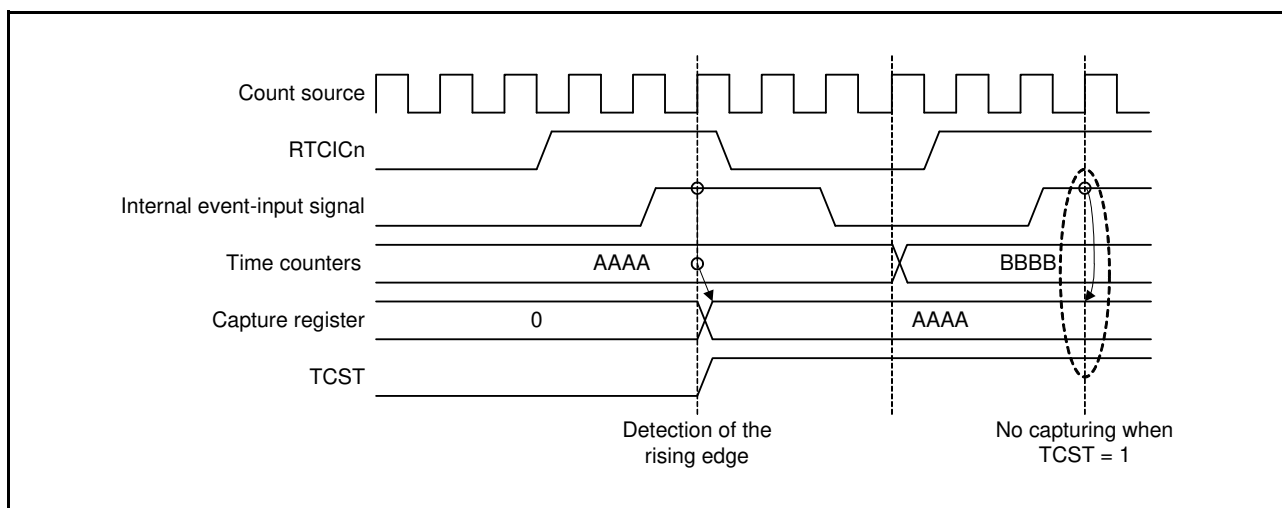 Count source
RTCICn
Internal event-input signal
Time counters
AAAA
BBBB
Capture register
0
AAAA
TCST
Detection of the
rising edge
No capturing when
TCST = 1